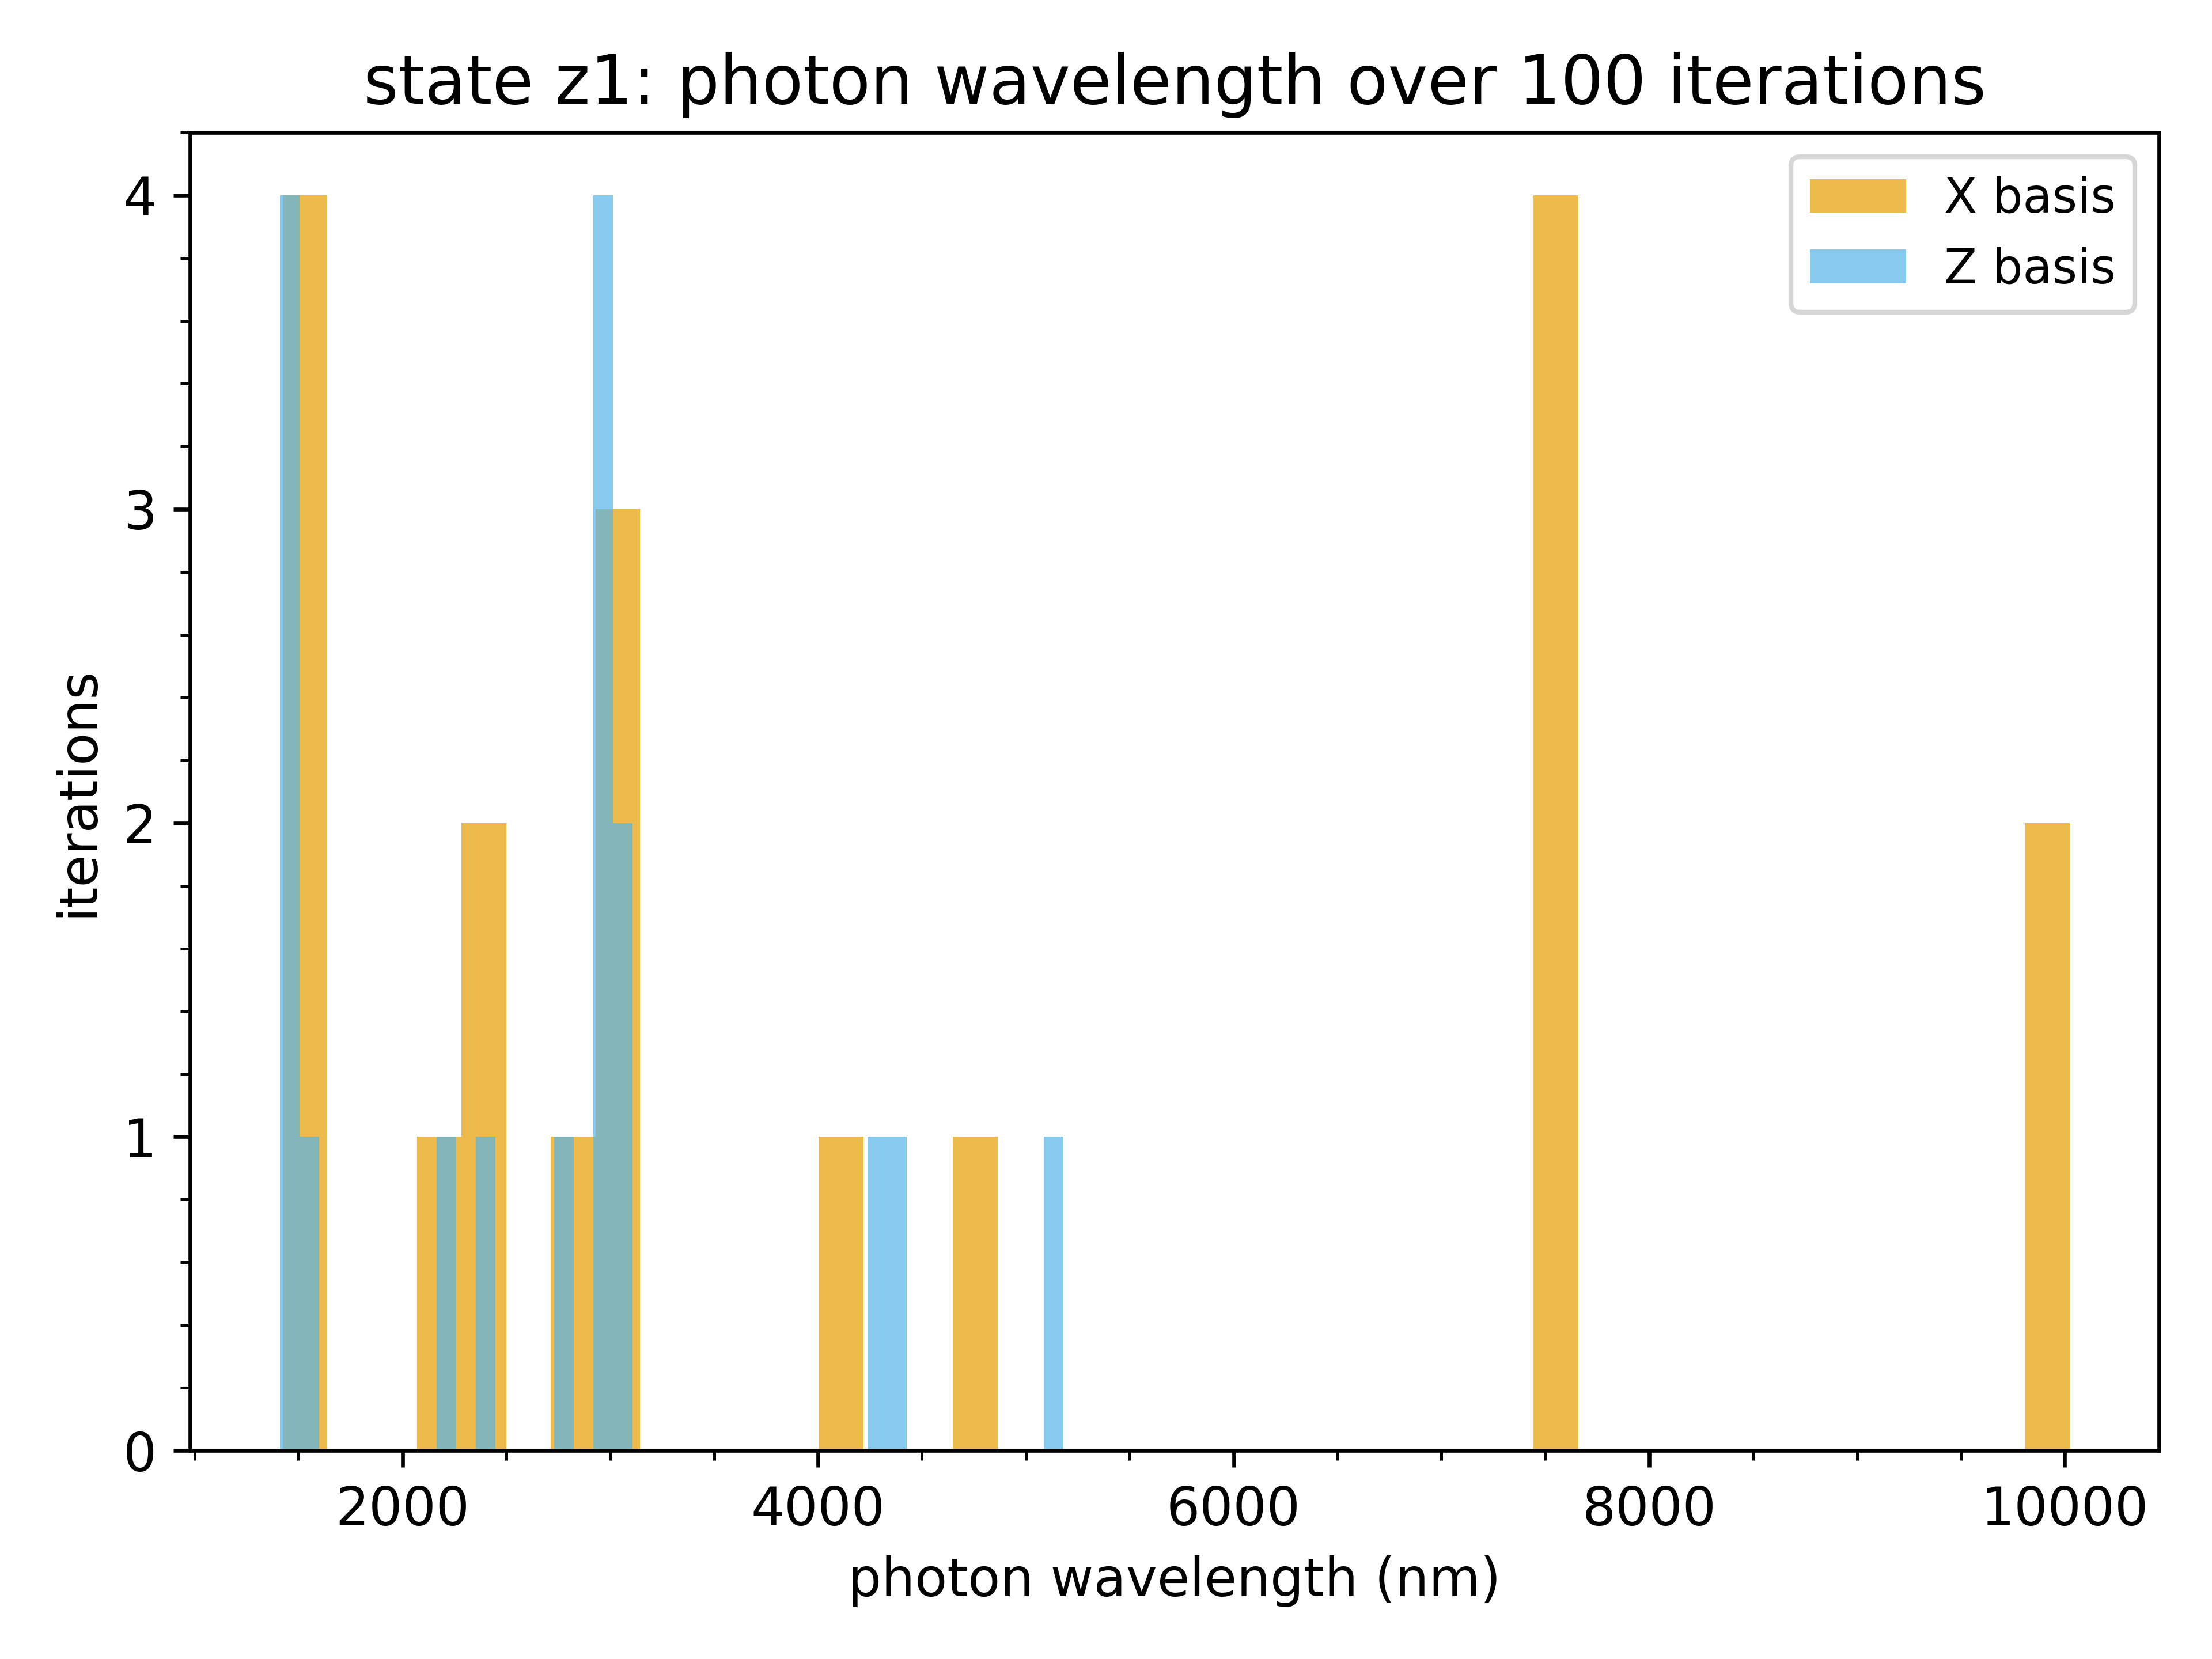 state z1: photon wavelength over 100 iterations
X basis
Z basis
4
3
2
1
0
iterations
2000 4000 6000 8000 10000
photon wavelength (nm)